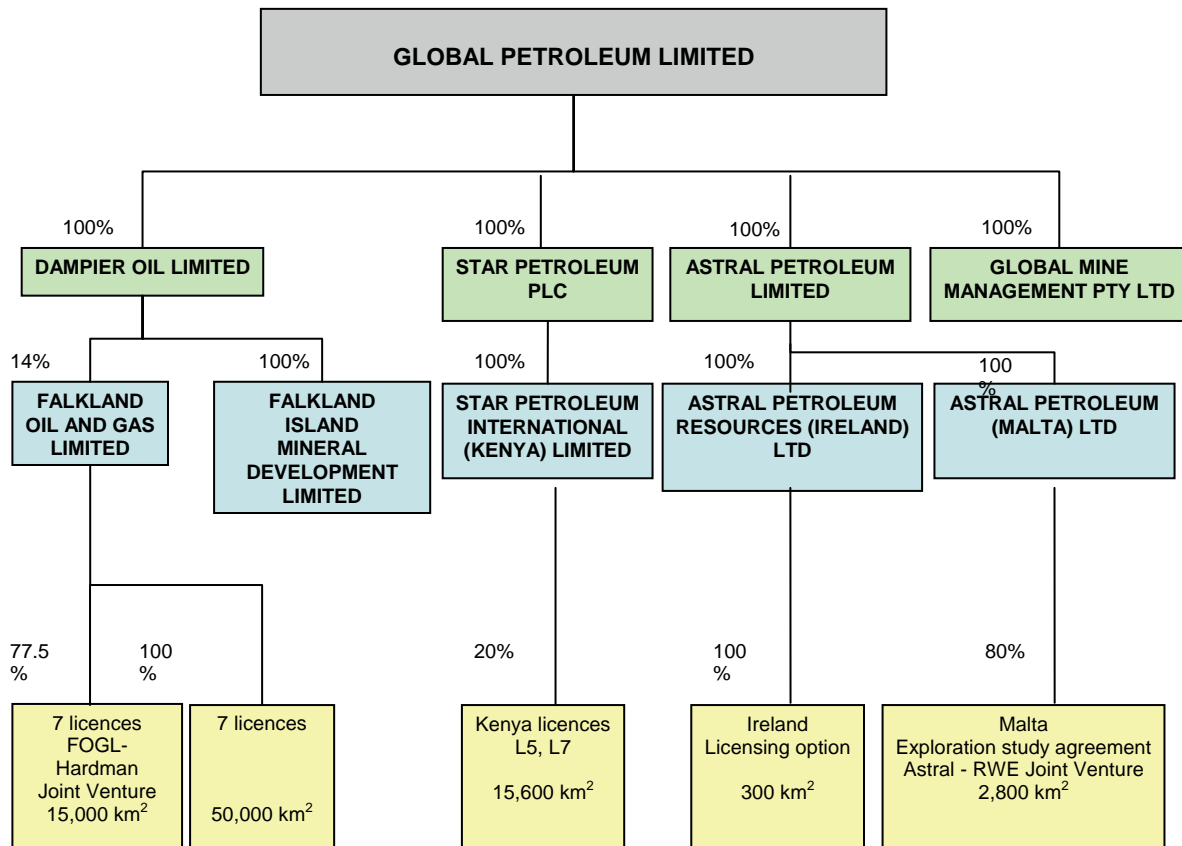 GLOBAL PETROLEUM LIMITED
100%
100%
100%
100%
DAMPIER OIL LIMITED
STAR PETROLEUM
PLC
ASTRAL PETROLEUM
LIMITED
GLOBAL MINE
MANAGEMENT PTY LTD
14%
100%
100%
100%
100
%
FALKLAND
OIL AND GAS
LIMITED
FALKLAND
ISLAND
MINERAL
DEVELOPMENT
LIMITED
STAR PETROLEUM
INTERNATIONAL
(KENYA) LIMITED
ASTRAL PETROLEUM
RESOURCES (IRELAND)
LTD
ASTRAL PETROLEUM
(MALTA) LTD
77.5
%
100
%
20%
100
%
80%
7 licences
FOGL-
Hardman
Joint Venture
15,000 km²
7 licences
50,000 km²
Kenya licences
L5, L7
15,600 km²
Ireland
Licensing option
300 km²
Malta
Exploration study agreement
Astral - RWE Joint Venture
2,800 km²